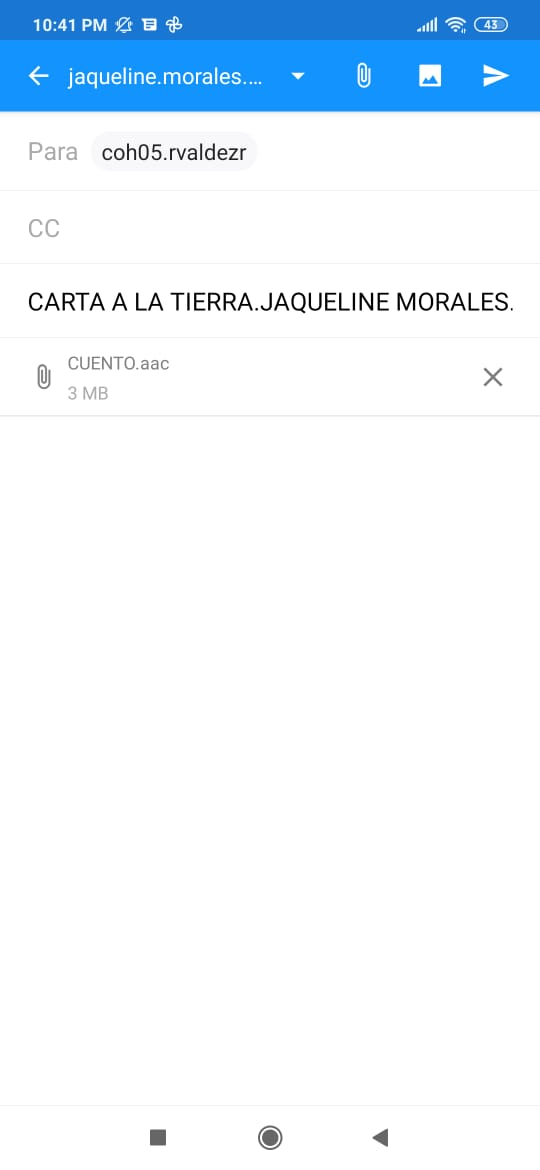 10:41 PM 43
jaqueline.morales....
Para coh05.rvaldezr
CC
CARTA A LA TIERRA.JAQUELINE MORALES.
CUENTO.aac
3 MB